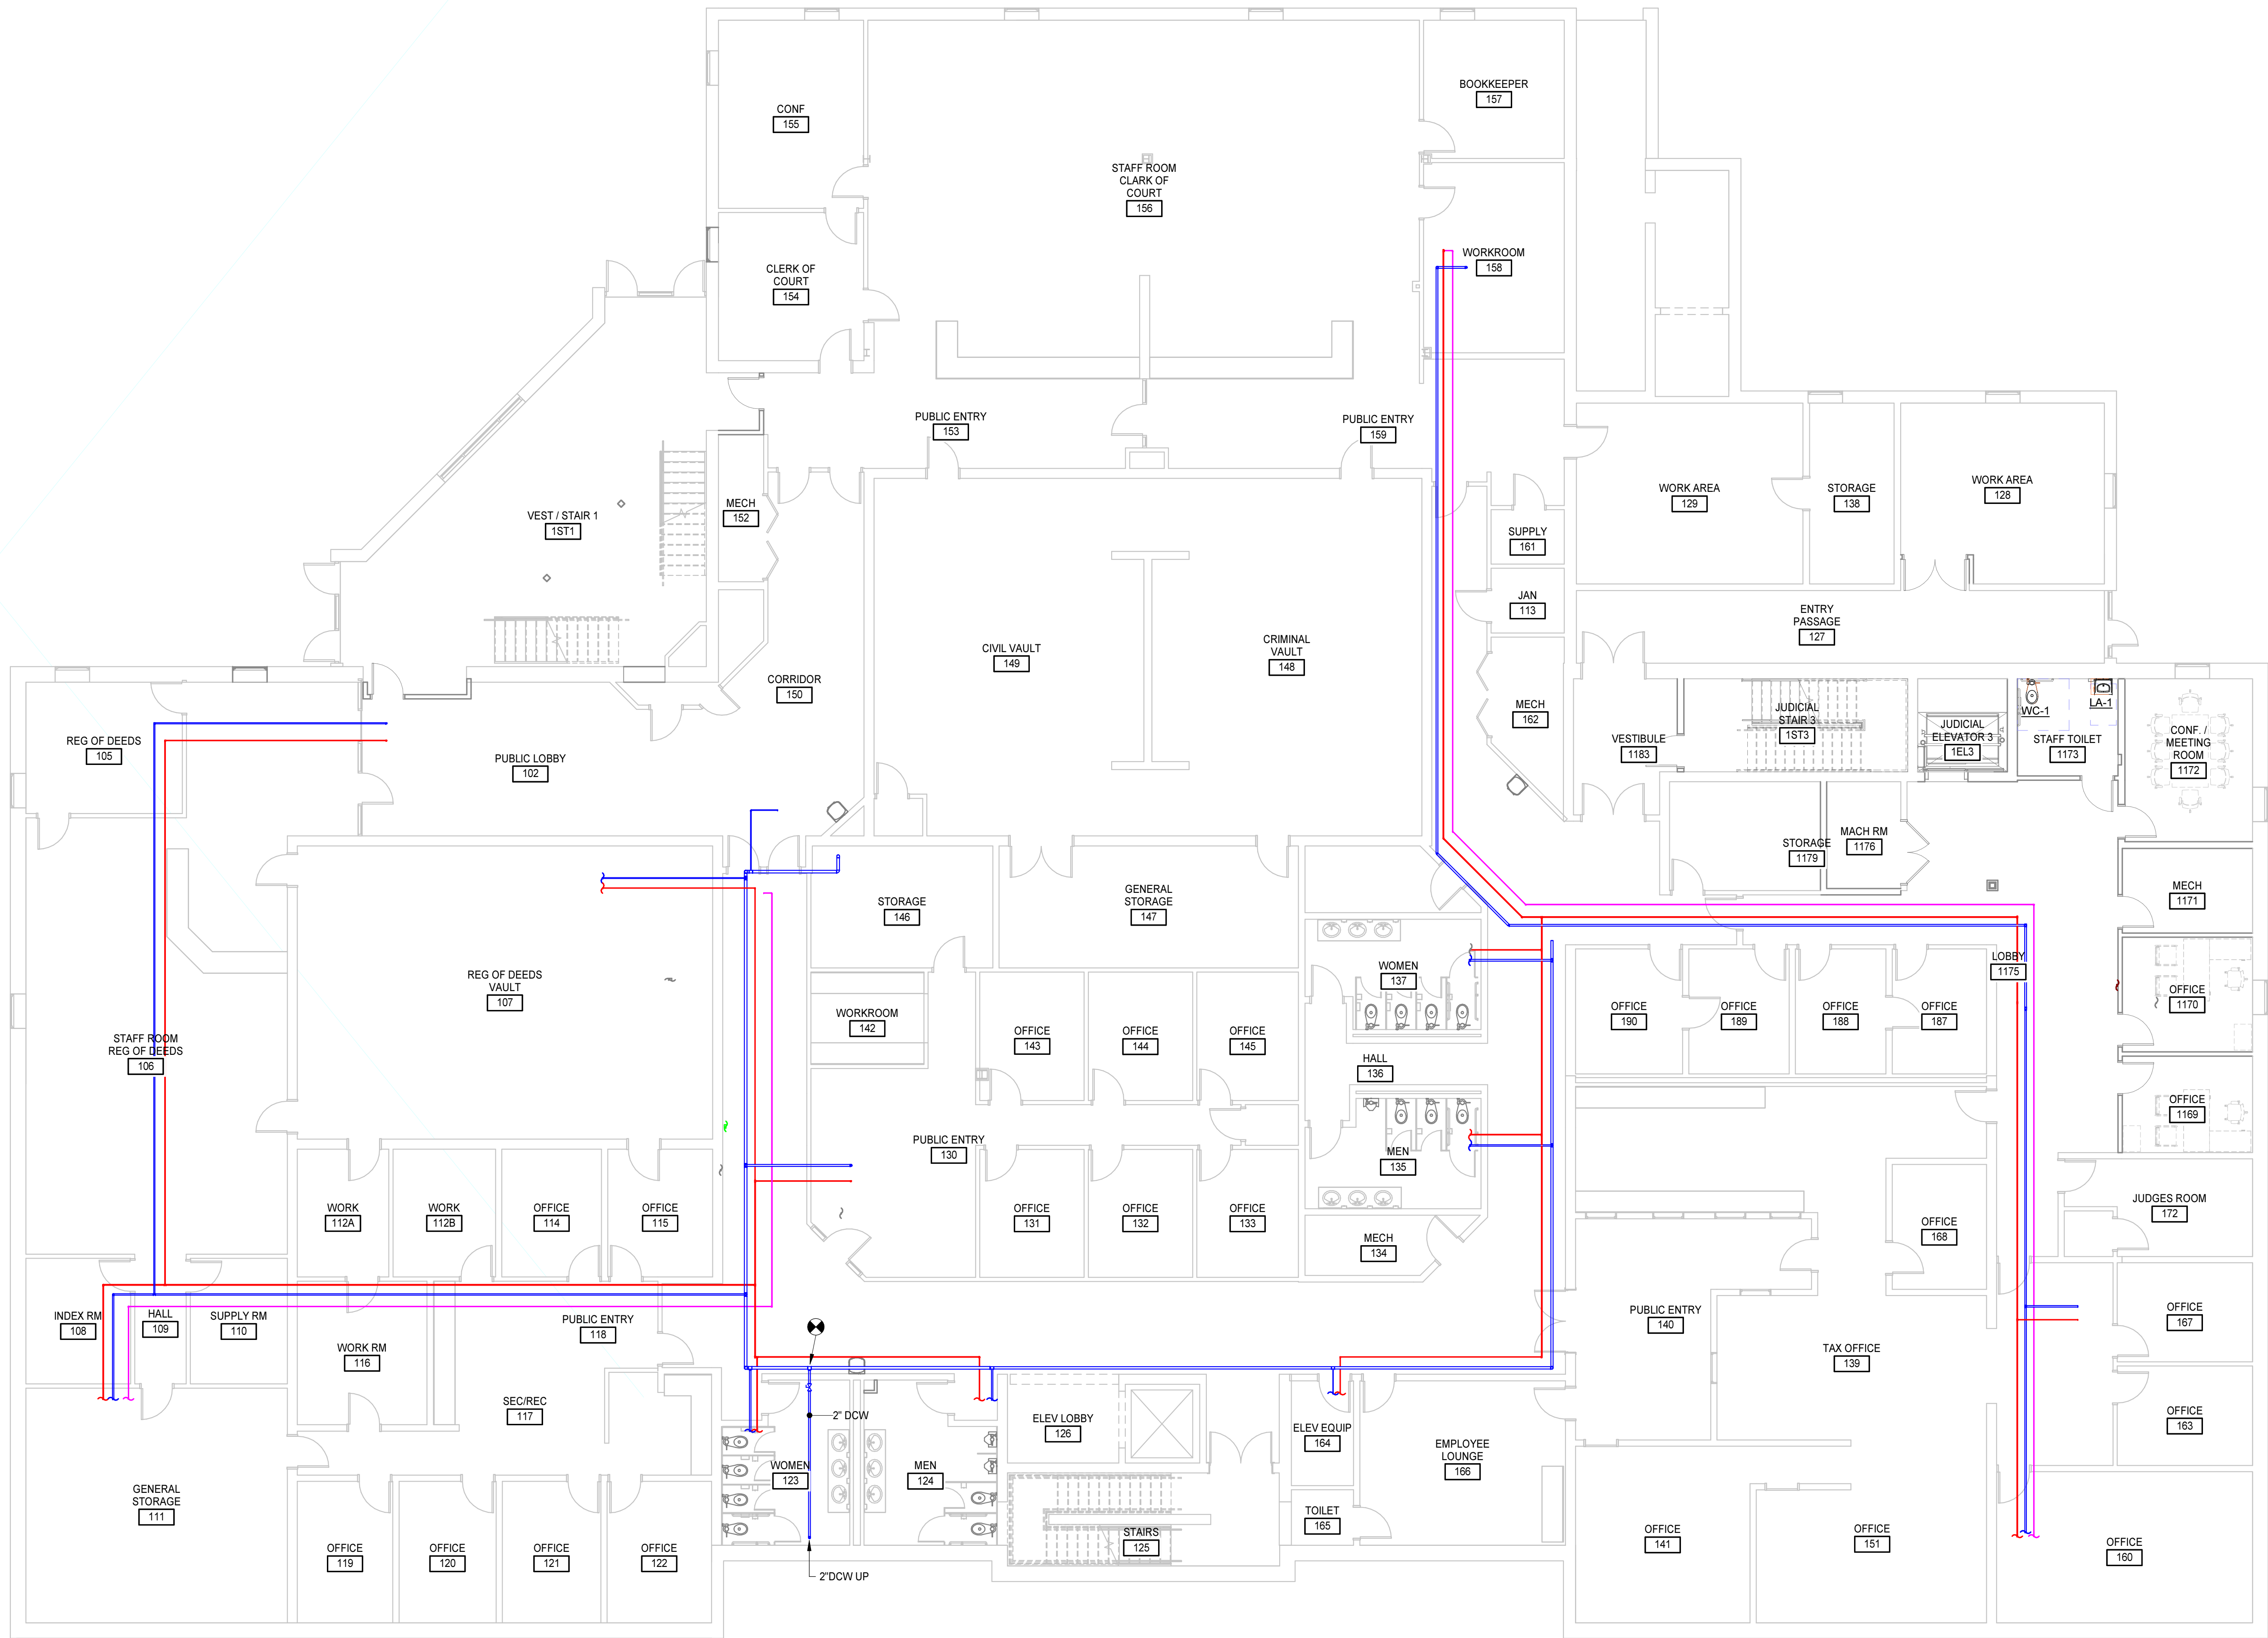 BOOKKEEPER
157
CONF
155
STAFF ROOM
CLARK OF
COURT
156
WORKROOM
158
CLERK OF
COURT
154
PUBLIC ENTRY
153
PUBLIC ENTRY
159
MECH
152
VEST / STAIR 1
1ST1
WORK AREA
129
STORAGE
138
WORK AREA
128
SUPPLY
161
JAN
113
ENTRY
PASSAGE
127
CIVIL VAULT
149
CRIMINAL
VAULT
148
CORRIDOR
150
MECH
162
VESTIBULE
1183
JUDICIAL
STAIR 3
1ST3
JUDICIAL
ELEVATOR 3
1EL3
WC-1
LA-1
STAFF TOILET
1173
CONF. /
MEETING
ROOM
1172
REG OF DEEDS
105
PUBLIC LOBBY
102
STORAGE
1179
MACH RM
1176
MECH
1171
STORAGE
146
GENERAL
STORAGE
147
REG OF DEEDS
VAULT
107
WOMEN
137
LOBBY
1175
OFFICE
1170
WORKROOM
142
OFFICE
143
OFFICE
144
OFFICE
145
OFFICE
190
OFFICE
189
OFFICE
188
OFFICE
187
STAFF ROOM
REG OF DEEDS
106
HALL
136
OFFICE
1169
PUBLIC ENTRY
130
MEN
135
JUDGES ROOM
172
WORK
112A
WORK
112B
OFFICE
114
OFFICE
115
OFFICE
131
OFFICE
132
OFFICE
133
OFFICE
168
MECH
134
INDEX RM
108
HALL
109
SUPPLY RM
110
PUBLIC ENTRY
118
PUBLIC ENTRY
140
OFFICE
167
WORK RM
116
TAX OFFICE
139
SEC/REC
117
2" DCW
ELEV LOBBY
126
ELEV EQUIP
164
OFFICE
163
EMPLOYEE
LOUNGE
166
WOMEN
123
MEN
124
GENERAL
STORAGE
111
TOILET
165
STAIRS
125
OFFICE
119
OFFICE
120
OFFICE
121
OFFICE
122
OFFICE
141
OFFICE
151
OFFICE
160
2"DCW UP